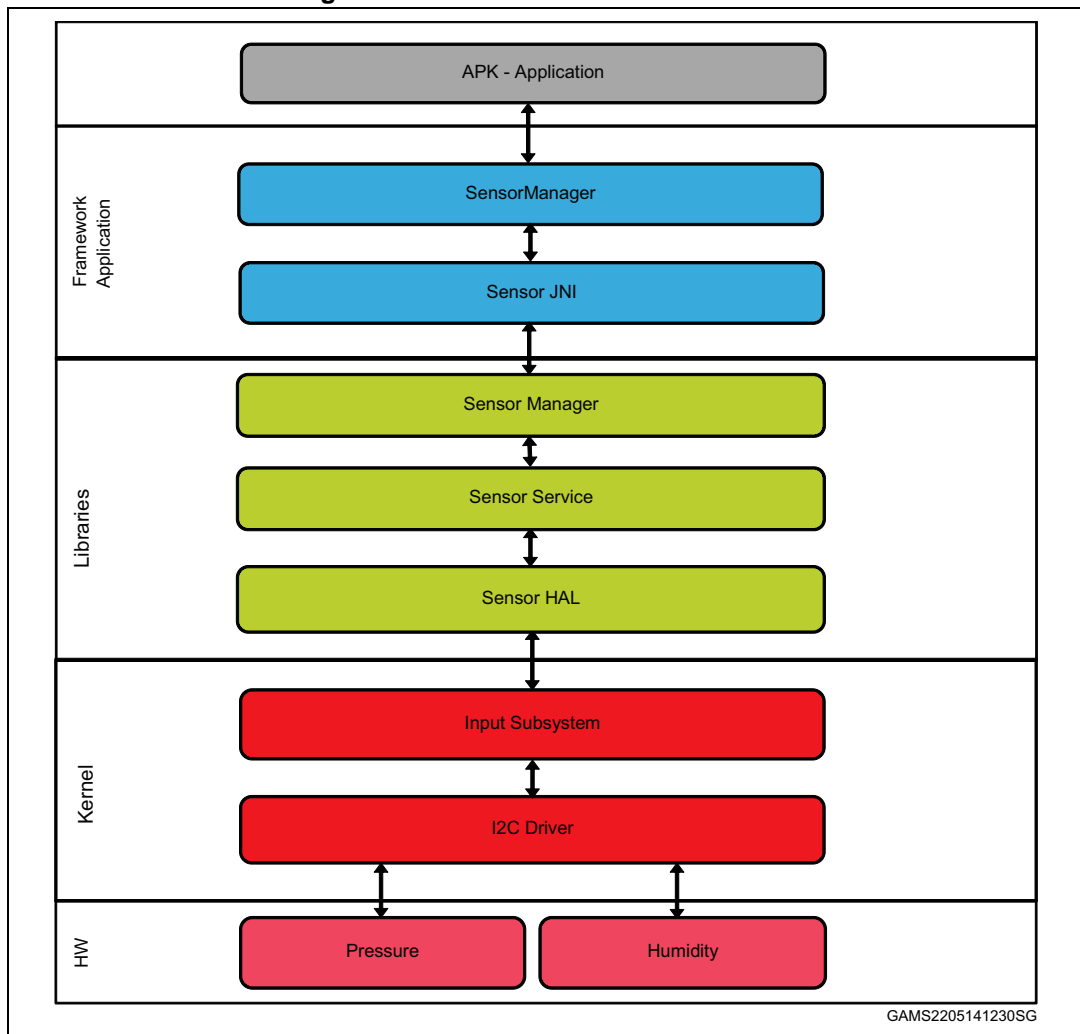 APK - Application
Framework
Application
SensorManager
Sensor JNI
Libraries
Sensor Manager
Sensor Service
Sensor HAL
Kernel
Input Subsystem
I2C Driver
HW
Pressure
Humidity
GAMS2205141230SG